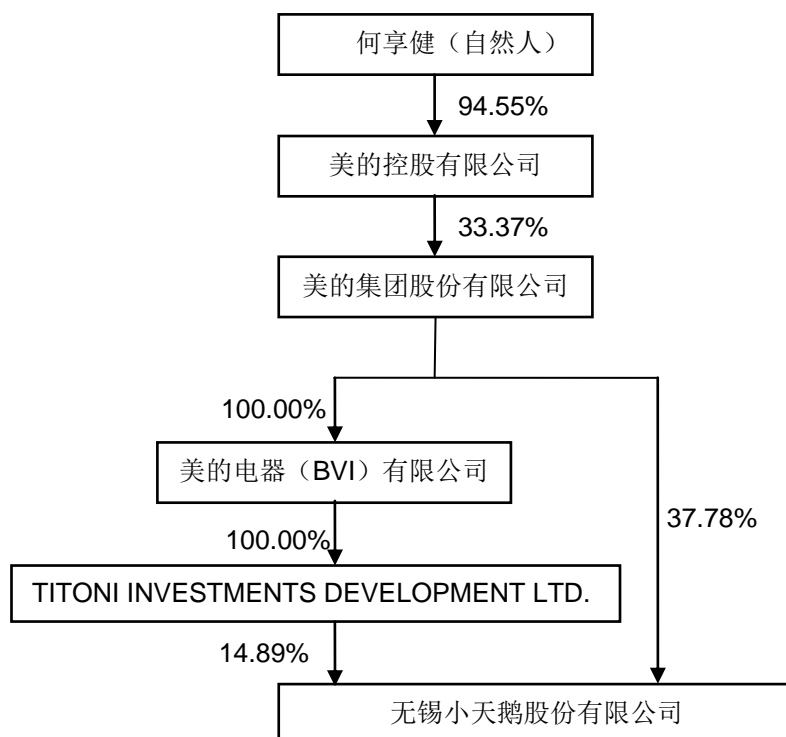 何享健（自然人）
94.55%
美的控股有限公司
33.37%
美的集团股份有限公司
100.00%
美的电器（BVI）有限公司
37.78%
100.00%
TITONI INVESTMENTS DEVELOPMENT LTD.
14.89%
无锡小天鹅股份有限公司